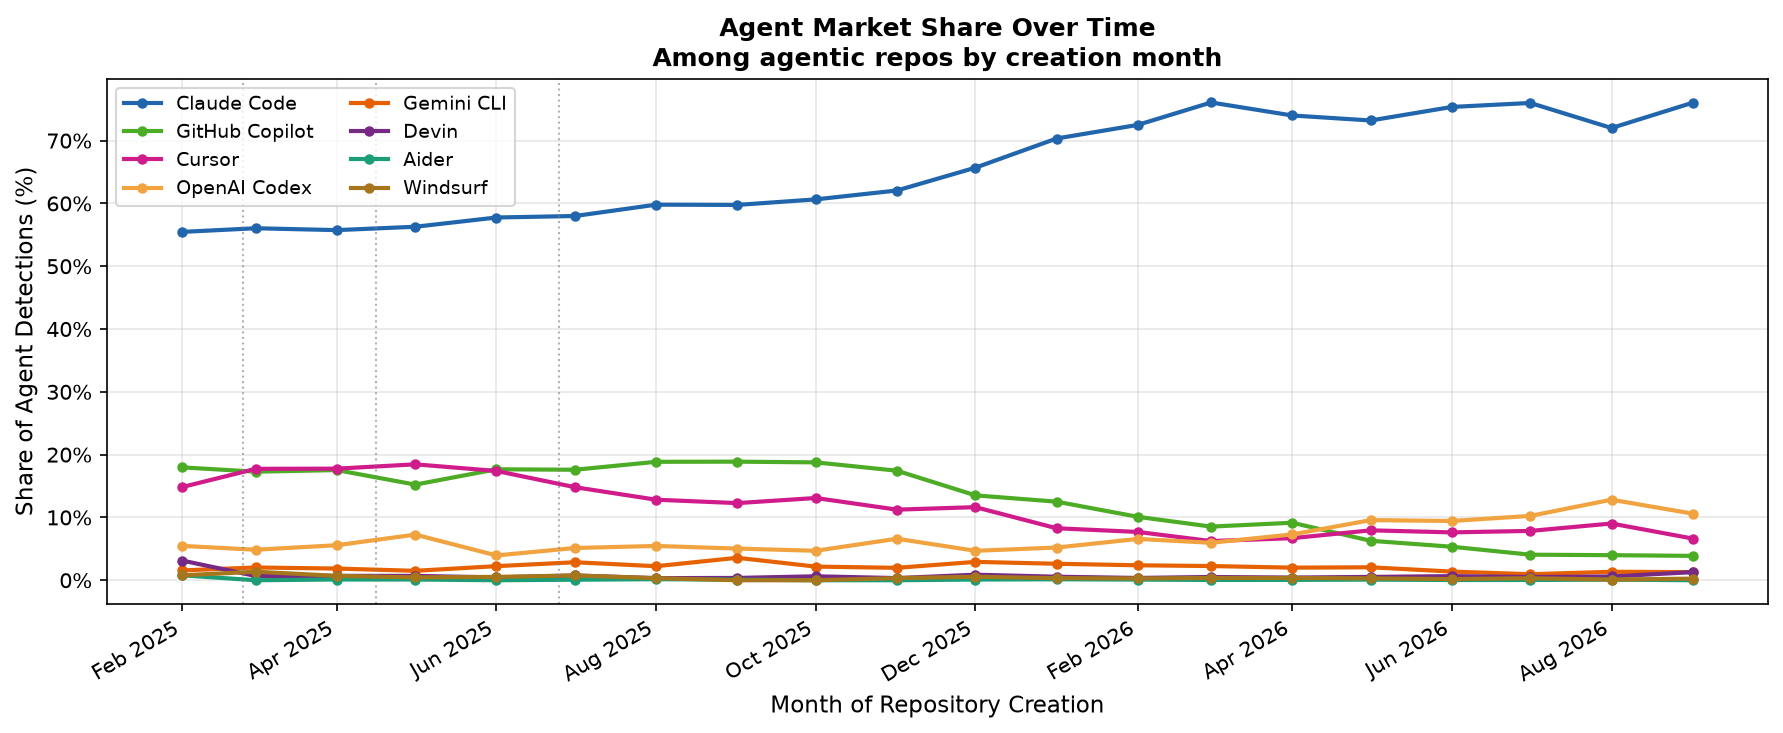 Agent Market Share Over Time
Among agentic repos by creation month
Claude Code
GitHub Copilot
Cursor
OpenAI Codex
Gemini CLI
Devin
Aider
Windsurf
Share of Agent Detections (%)
70%
60%
50%
40%
30%
20%
10%
0%
Feb 2025
Apr 2025
Jun 2025
Aug 2025
Oct 2025
Dec 2025
Feb 2026
Apr 2026
Jun 2026
Aug 2026
Month of Repository Creation